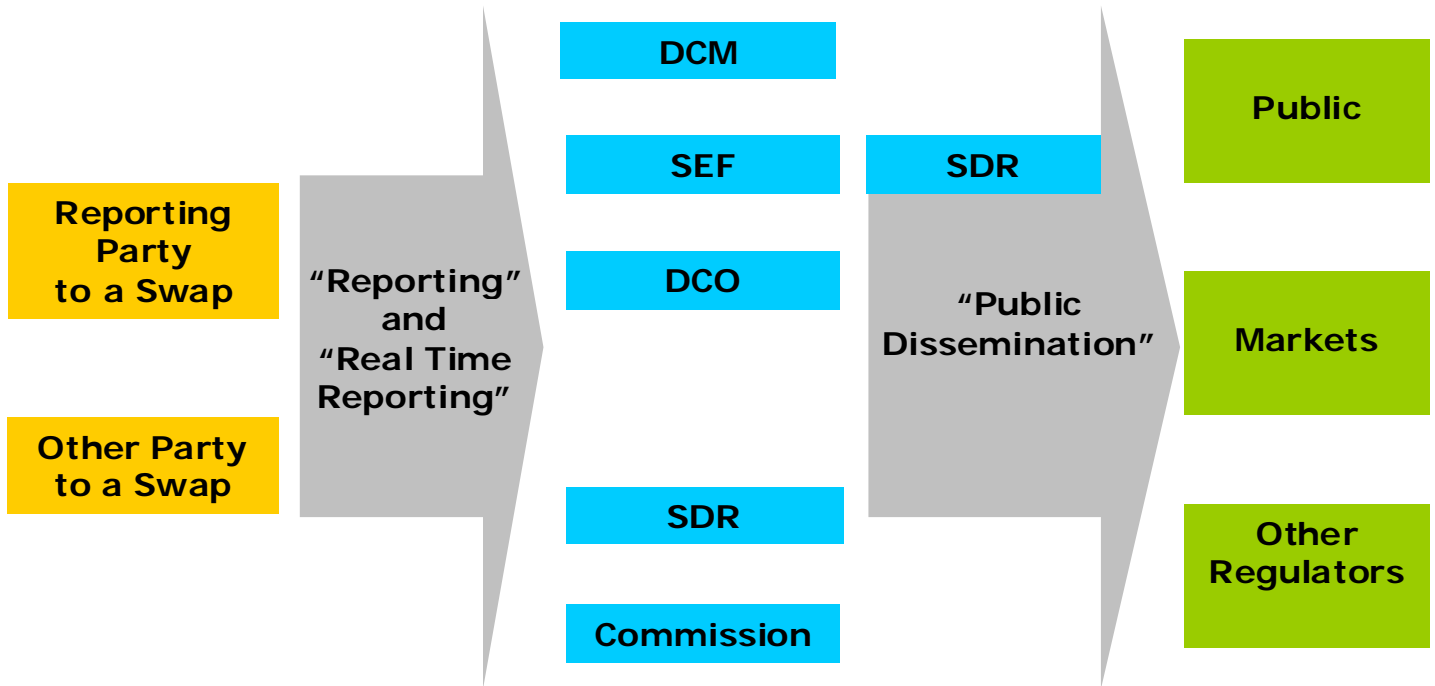 Reporting
Party
to a Swap
Other Party
to a Swap
“Reporting”
and
“Real Time
Reporting”
DCM
SEF
DCO
SDR
Commission
SDR
“Public
Dissemination”
Public
Markets
Other
Regulators